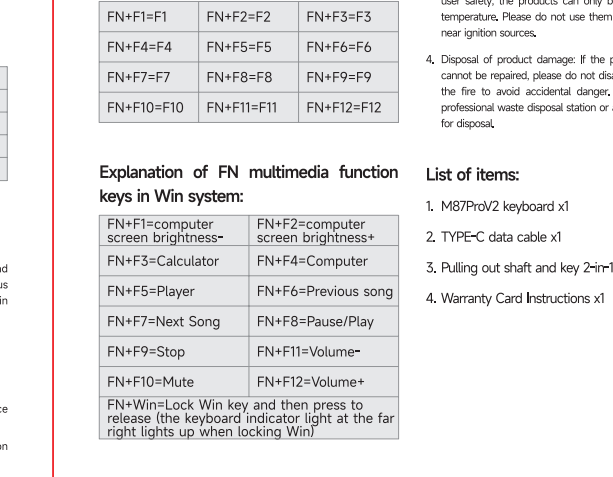 nd
us
in
ce
on
FN+F1=F1
FN+F2=F2
FN+F3=F3
FN+F4=F4
FN+F5=F5
FN+F6=F6
FN+F7=F7
FN+F8=F8
FN+F9=F9
FN+F10=F10
FN+F11=F11
FN+F12=F12
Explanation of FN multimedia function
keys in Win system:
FN+F1=computer
screen brightness-
FN+F2=computer
screen brightness+
FN+F3=Calculator
FN+F4=Computer
FN+F5=Player
FN+F6=Previous song
FN+F7=Next Song
FN+F8=Pause/Play
FN+F9=Stop
FN+F11=Volume-
FN+F10=Mute
FN+F12=Volume+
FN+Win=Lock Win key and then press to
release (the keyboard indicator light at the far
right lights up when locking Win)
user safety, the products can only b
temperature. Please do not use them
near ignition sources.
4. Disposal of product damage: If the p
cannot be repaired, please do not disa
the fire to avoid accidental danger.
professional waste disposal station or a
for disposal.
List of items:
1. M87ProV2 keyboard x1
2. TYPE-C data cable x1
3. Pulling out shaft and key 2-in-1
4. Warranty Card Instructions x1